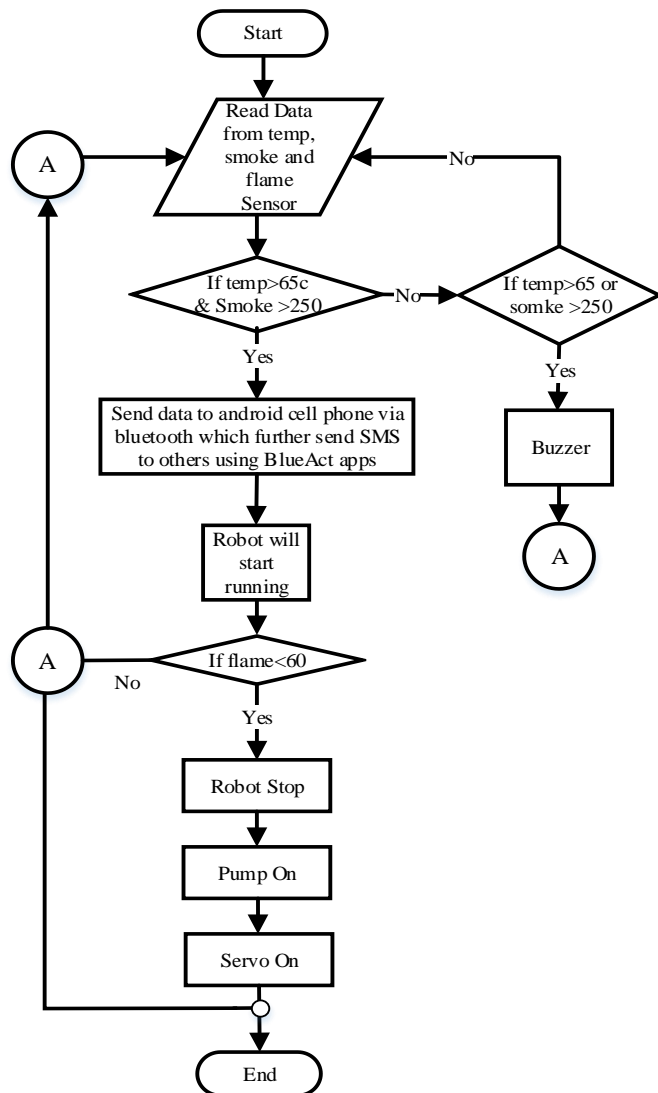 Start
Read Data
from temp,
smoke and
flame
Sensor
A
No
If temp>65c
& Smoke >250
No
If temp>65 or
somke >250
Yes
Yes
Send data to android cell phone via
bluetooth which further send SMS
to others using BlueAct apps
Buzzer
Robot will
start
running
A
A
If flame<60
No
Yes
Robot Stop
Pump On
Servo On
End